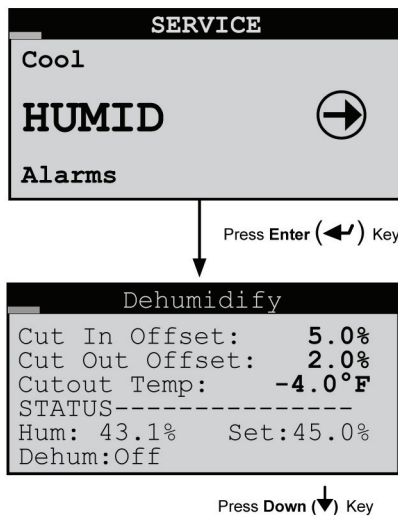 SERVICE
Cool
HUMID
Alarms
Press Enter (↵) Key
Dehumidify
Cut In Offset: 5.0%
Cut Out Offset: 2.0%
Cutout Temp: -4.0°F
STATUS----------------
Hum: 43.1% Set:45.0%
Dehum:Off
Press Down (↓) Key